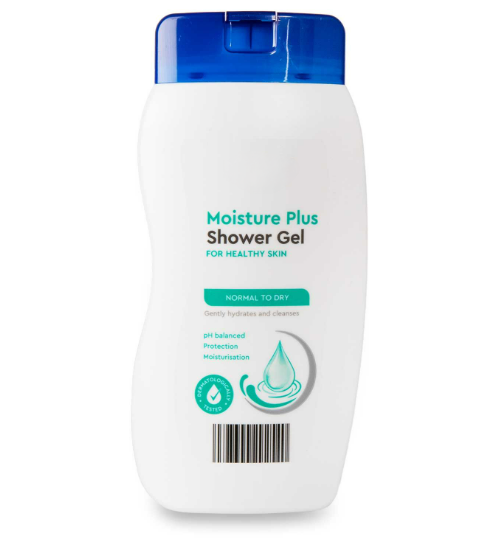 Moisture Plus
Shower Gel
FOR HEALTHY SKIN
NORMAL TO DRY
Gently hydrates and cleanses
pH balanced
Protection
Moisturisation
DERMATOLOGICALLY
TESTED